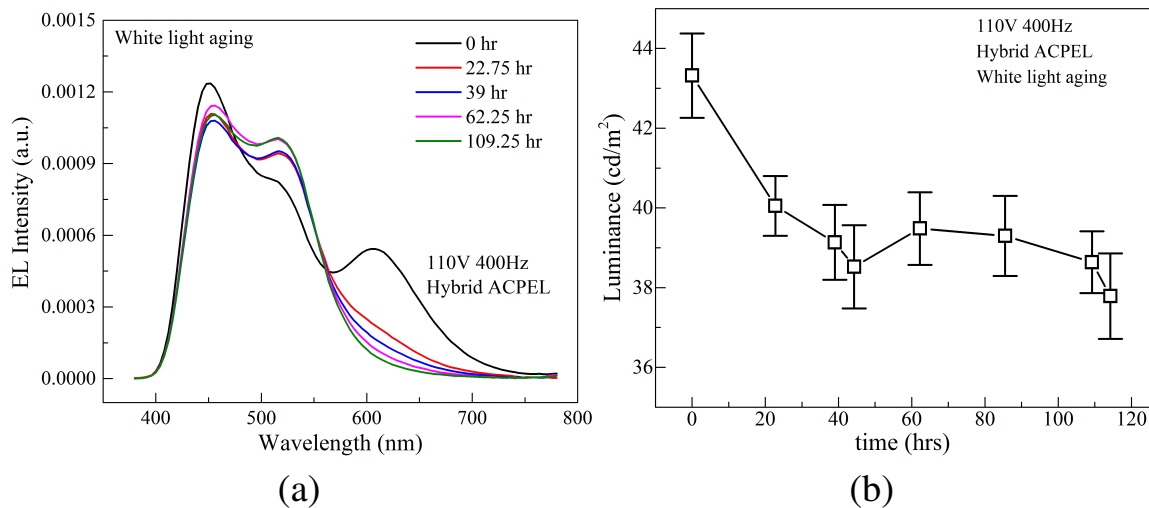 White light aging
0 hr
22.75 hr
39 hr
62.25 hr
109.25 hr
110V 400Hz
Hybrid ACPEL
EL Intensity (a.u.)
0.0015
0.0012
0.0009
0.0006
0.0003
0.0000
400 500 600 700 800
Wavelength (nm)
(a)
110V 400Hz
Hybrid ACPEL
White light aging
Luminance (cd/m²)
44
42
40
38
36
0 20 40 60 80 100 120
time (hrs)
(b)